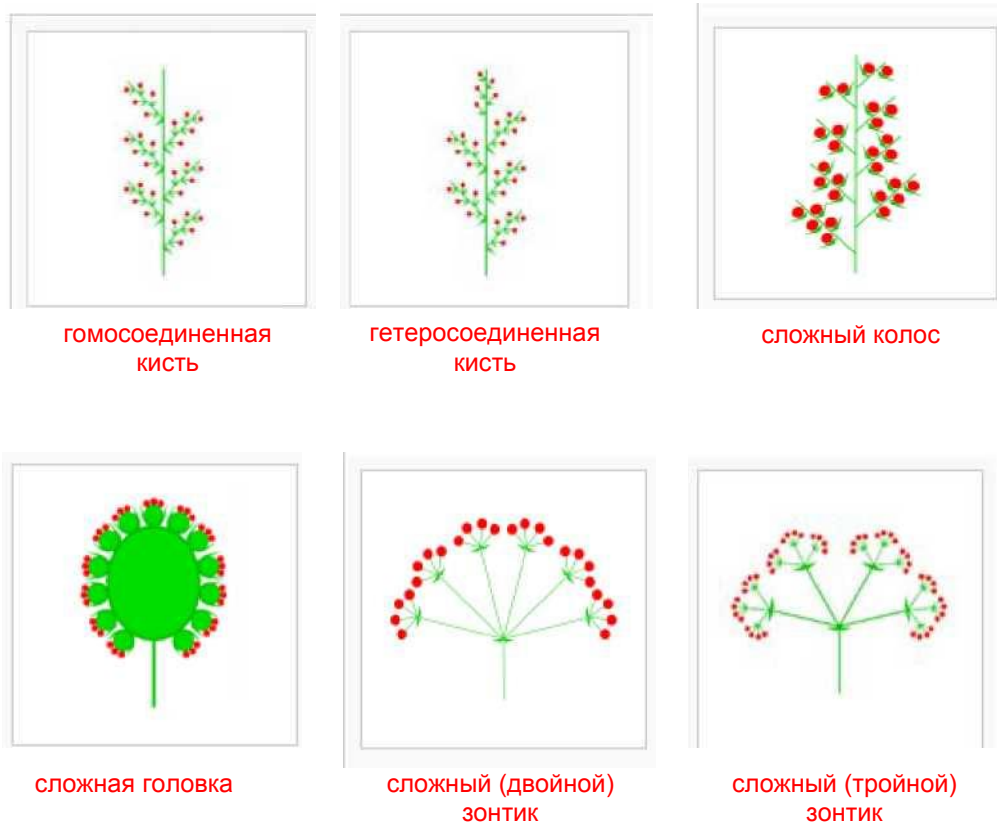 гомосоединенная
кисть
гетеросоединенная
кисть
сложный колос
сложная головка
сложный (двойной)
зонтик
сложный (тройной)
зонтик